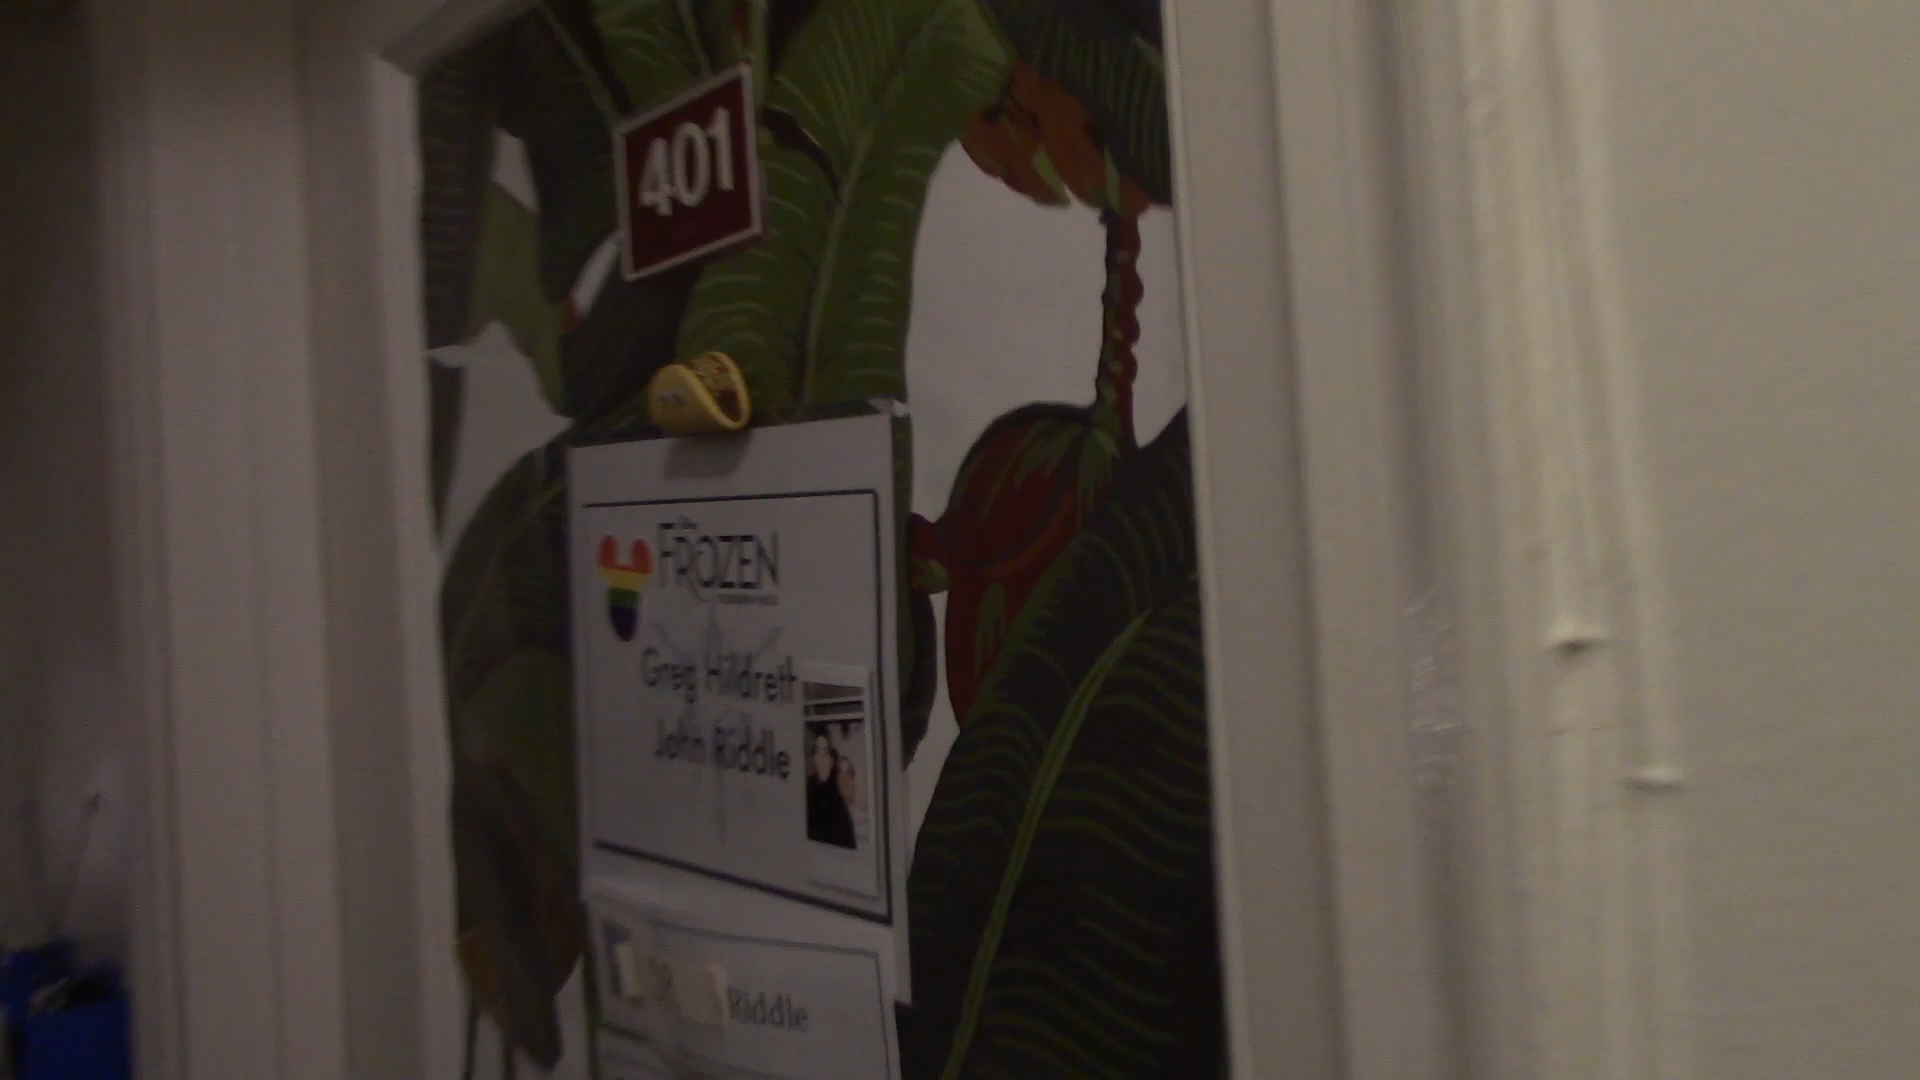 401
FROZEN
Greg Hildreth
John Riddle
Riddle